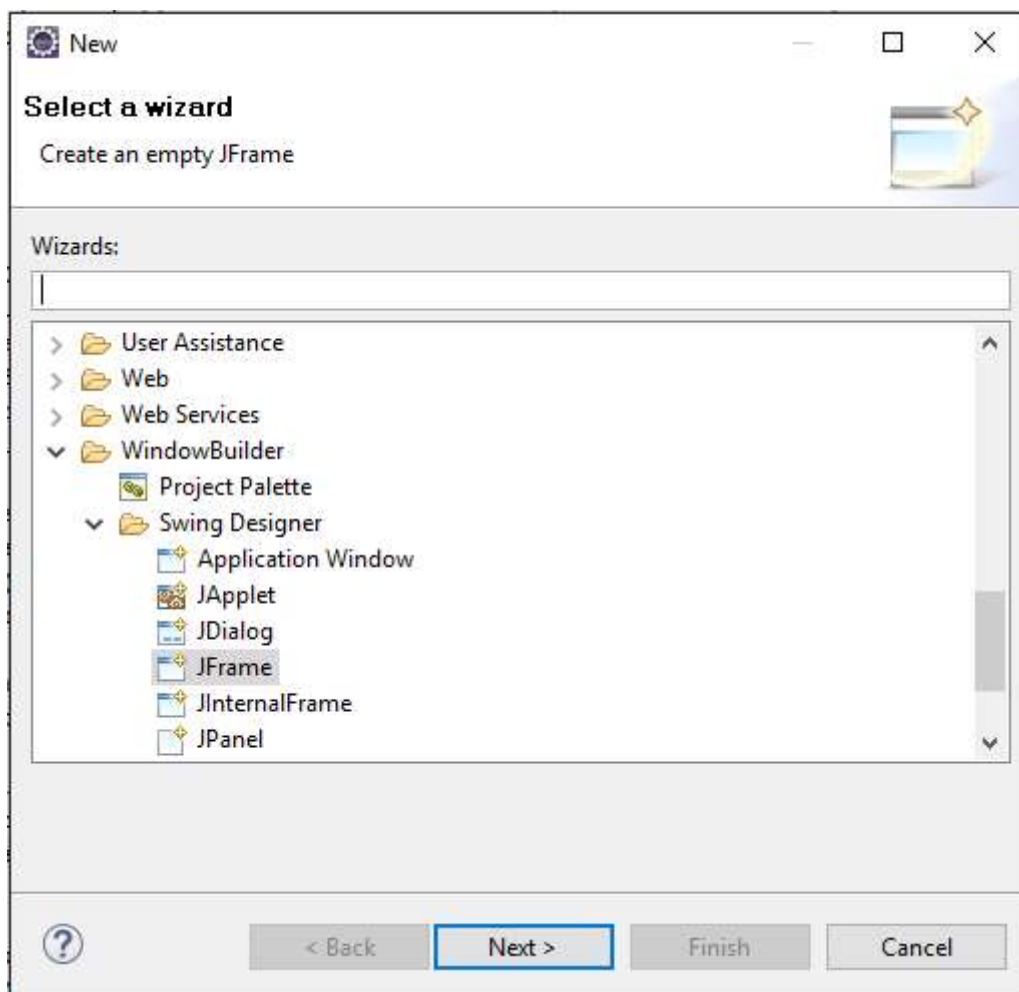 New
Select a wizard
Create an empty JFrame
Wizards:
User Assistance
Web
Web Services
WindowBuilder
Project Palette
Swing Designer
Application Window
JApplet
JDialog
JFrame
JInternalFrame
JPanel
? < Back Next > Finish Cancel